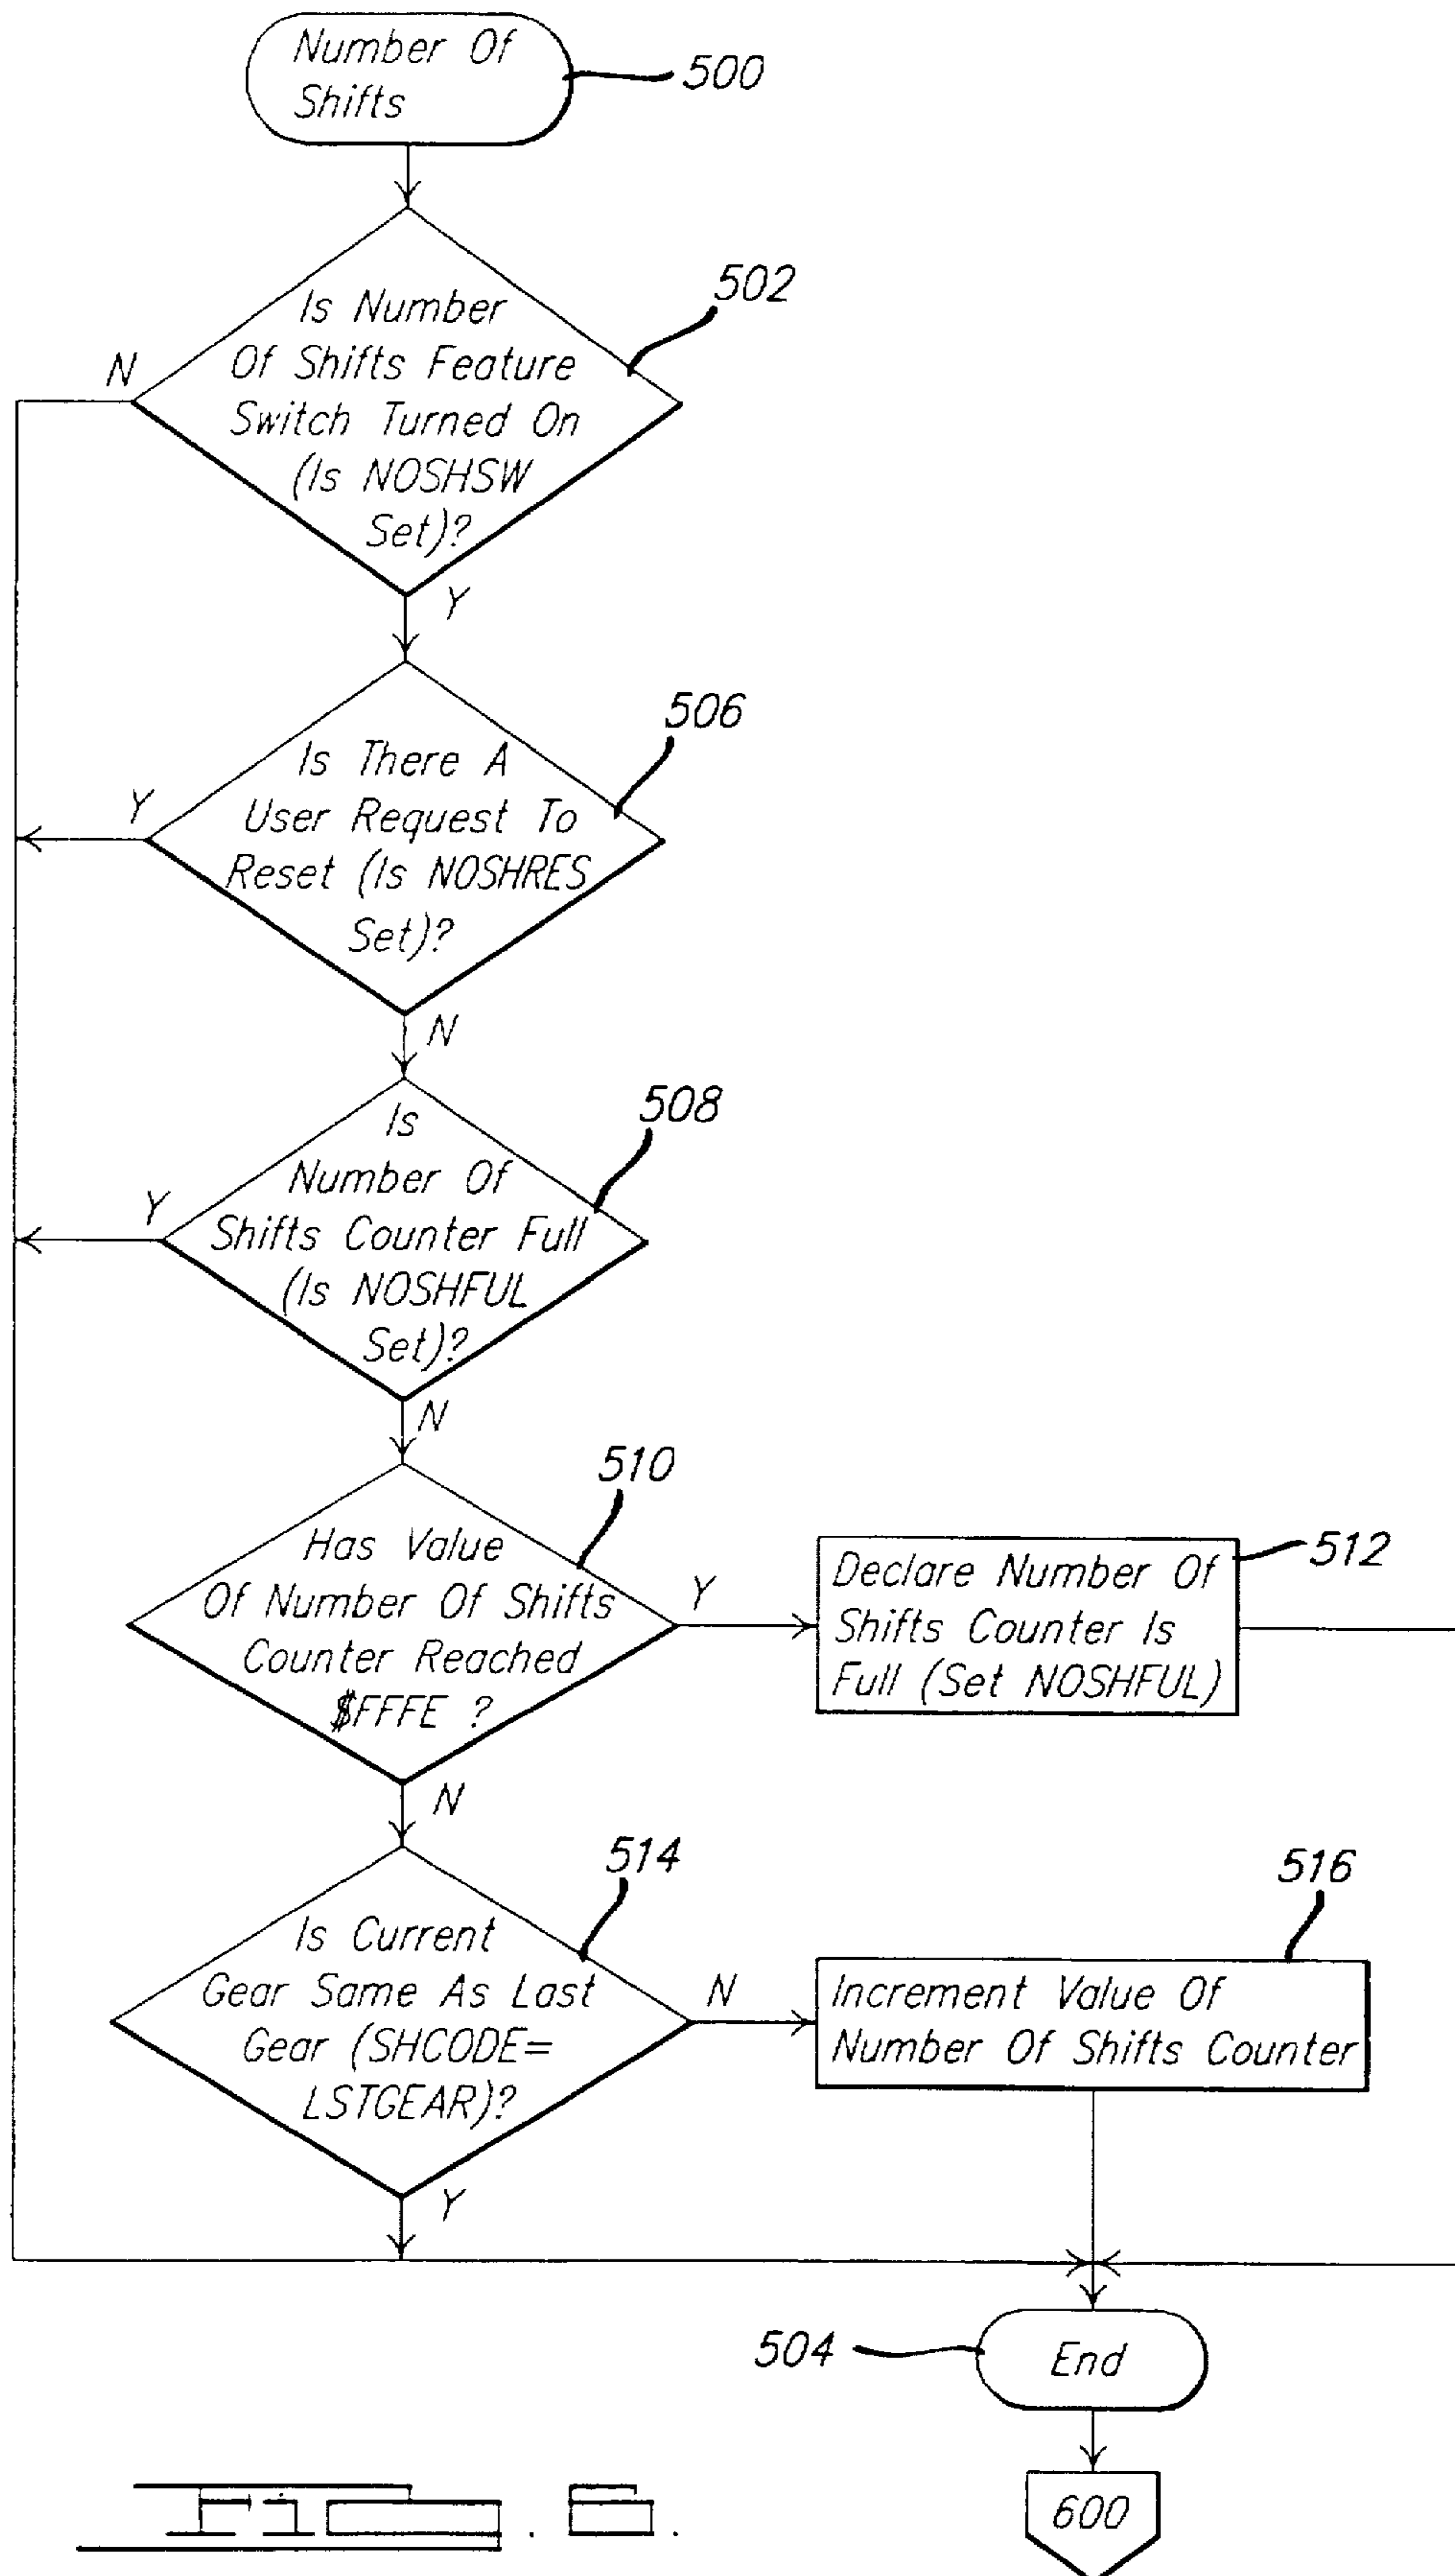 Number Of
Shifts
500
502
Is Number
Of Shifts Feature
Switch Turned On
(Is NOSHSW
Set)?
N
Y
506
Is There A
User Request To
Reset (Is NOSHRES
Set)?
Y
N
508
Is
Number Of
Shifts Counter Full
(Is NOSHFUL
Set)?
Y
N
510
Has Value
Of Number Of Shifts
Counter Reached
$FFFE ?
Y
512
Declare Number Of
Shifts Counter Is
Full (Set NOSHFUL)
N
514
Is Current
Gear Same As Last
Gear (SHCODE=
LSTGEAR)?
N
516
Increment Value Of
Number Of Shifts Counter
Y
504
End
600